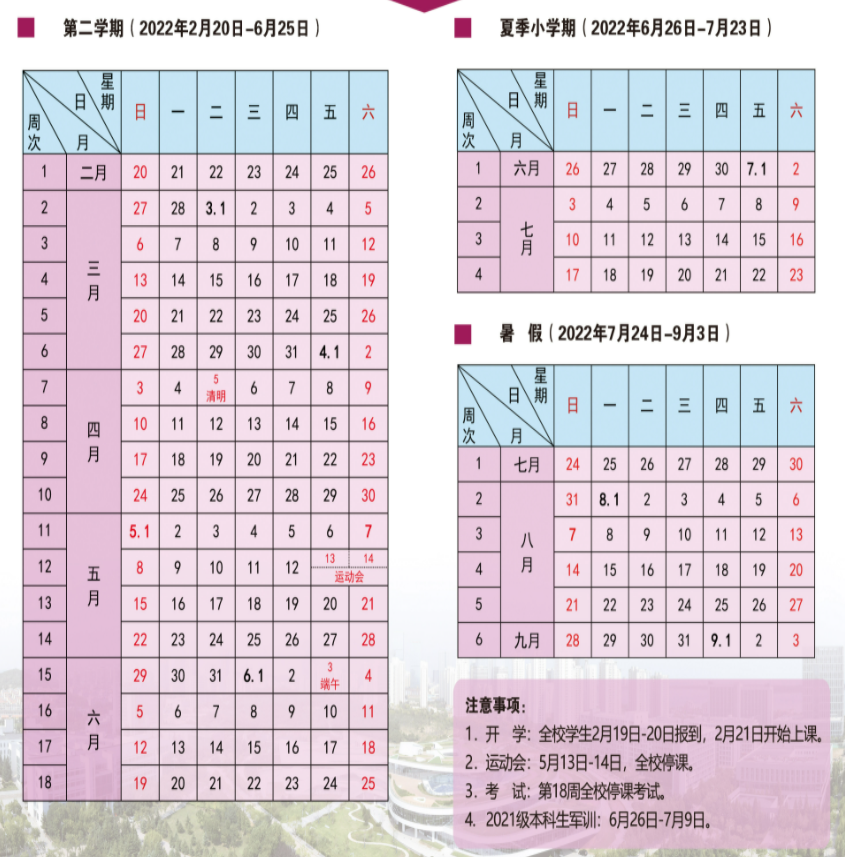 第二学期（2022年2月20日-6月25日）
星期 日 月 周次 日 一 二 三 四 五 六
1 二月 20 21 22 23 24 25 26
2 三月 27 28 3.1 2 3 4 5
3 6 7 8 9 10 11 12
4 13 14 15 16 17 18 19
5 20 21 22 23 24 25 26
6 27 28 29 30 31 4.1 2
7 四月 3 4 5清明 6 7 8 9
8 10 11 12 13 14 15 16
9 17 18 19 20 21 22 23
10 24 25 26 27 28 29 30
11 五月 5.1 2 3 4 5 6 7
12 8 9 10 11 12 13 14 运动会
13 15 16 17 18 19 20 21
14 22 23 24 25 26 27 28
15 六月 29 30 31 6.1 2 3端午 4
16 5 6 7 8 9 10 11
17 12 13 14 15 16 17 18
18 19 20 21 22 23 24 25
夏季小学期（2022年6月26日-7月23日）
星期 日 月 周次 日 一 二 三 四 五 六
1 六月 26 27 28 29 30 7.1 2
2 七月 3 4 5 6 7 8 9
3 10 11 12 13 14 15 16
4 17 18 19 20 21 22 23
暑 假（2022年7月24日-9月3日）
星期 日 月 周次 日 一 二 三 四 五 六
1 七月 24 25 26 27 28 29 30
2 八月 31 8.1 2 3 4 5 6
3 7 8 9 10 11 12 13
4 14 15 16 17 18 19 20
5 21 22 23 24 25 26 27
6 九月 28 29 30 31 9.1 2 3
注意事项：
1. 开 学：全校学生2月19日-20日报到，2月21日开始上课。
2. 运动会：5月13日-14日，全校停课。
3. 考 试：第18周全校停课考试。
4. 2021级本科生军训：6月26日-7月9日。